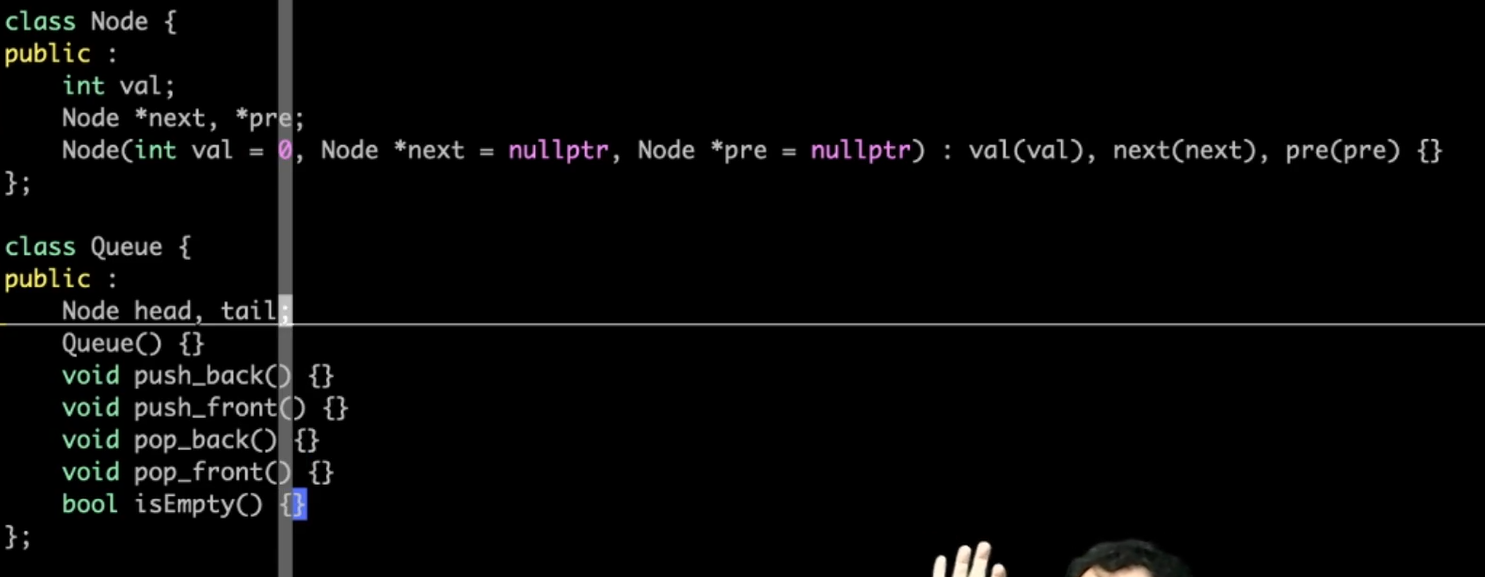 class Node {
public :
    int val;
    Node *next, *pre;
    Node(int val = 0, Node *next = nullptr, Node *pre = nullptr) : val(val), next(next), pre(pre) {}
};

class Queue {
public :
    Node head, tail;
    Queue() {}
    void push_back() {}
    void push_front() {}
    void pop_back() {}
    void pop_front() {}
    bool isEmpty() {}
};